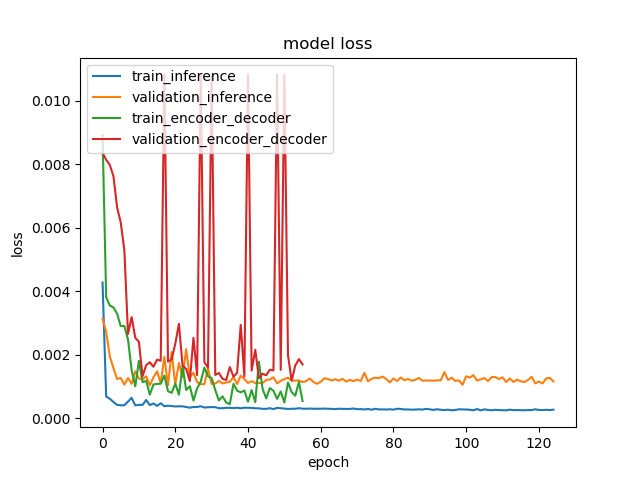 model loss
train_inference
validation_inference
train_encoder_decoder
validation_encoder_decoder
loss
0.010
0.008
0.006
0.004
0.002
0.000
0 20 40 60 80 100 120
epoch